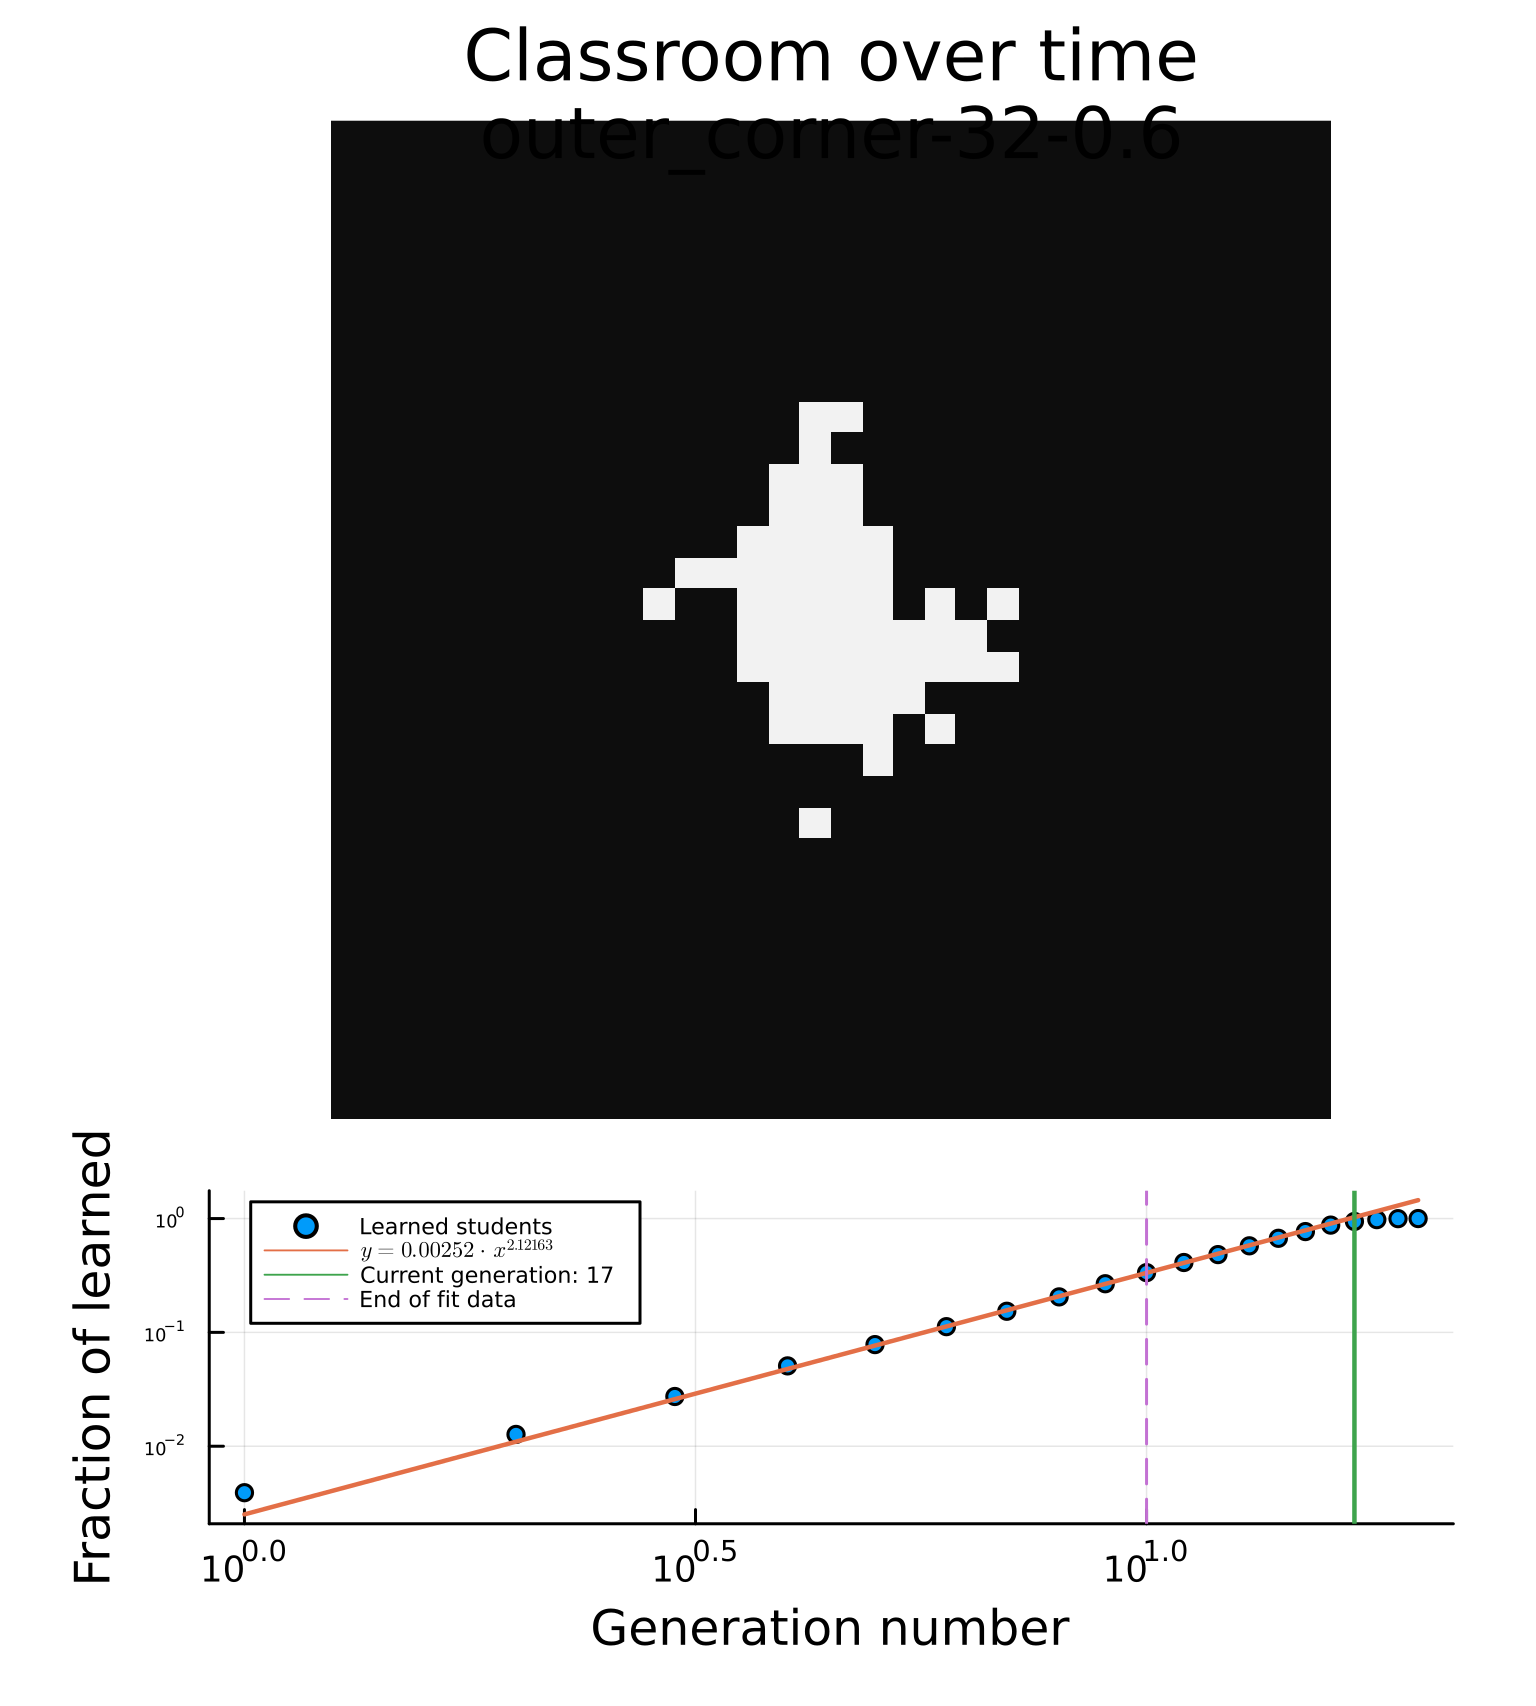 Classroom over time
outer_corner-32-0.6
Fraction of learned
10⁰
10⁻¹
10⁻²
Learned students
y = 0.00252 · x^2.12163
Current generation: 17
End of fit data
10^0.0
10^0.5
10^1.0
Generation number